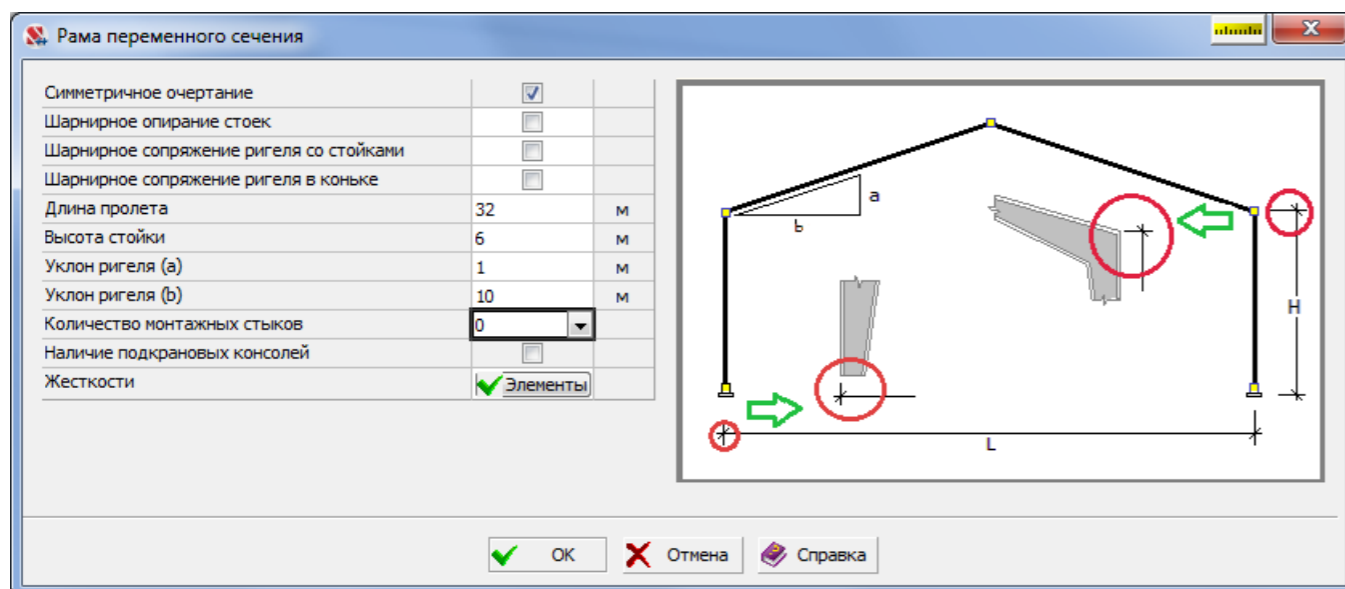 Рама переменного сечения
Симметричное очертание
Шарнирное опирание стоек
Шарнирное сопряжение ригеля со стойками
Шарнирное сопряжение ригеля в коньке
Длина пролета 32 м
Высота стойки 6 м
Уклон ригеля (a) 1 м
Уклон ригеля (b) 10 м
Количество монтажных стыков 0
Наличие подкрановых консолей
Жесткости Элементы
a
b
H
L
OK Отмена Справка